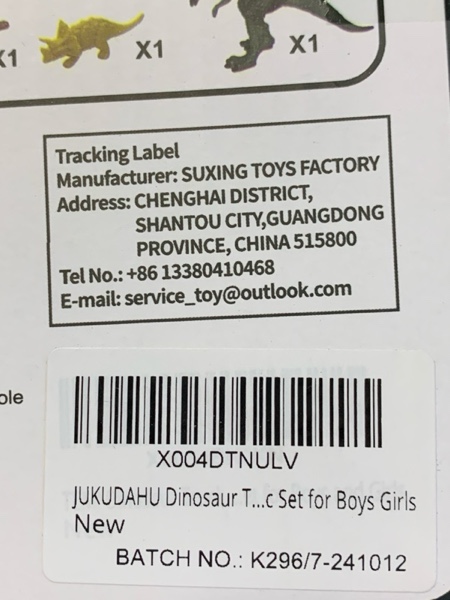 X1
X1
X1
Tracking Label
Manufacturer: SUXING TOYS FACTORY
Address: CHENGHAI DISTRICT,
SHANTOU CITY,GUANGDONG
PROVINCE, CHINA 515800
Tel No.: +86 13380410468
E-mail: service_toy@outlook.com
ole
X004DTNULV
JUKUDAHU Dinosaur T...c Set for Boys Girls
New
BATCH NO.: K296/7-241012